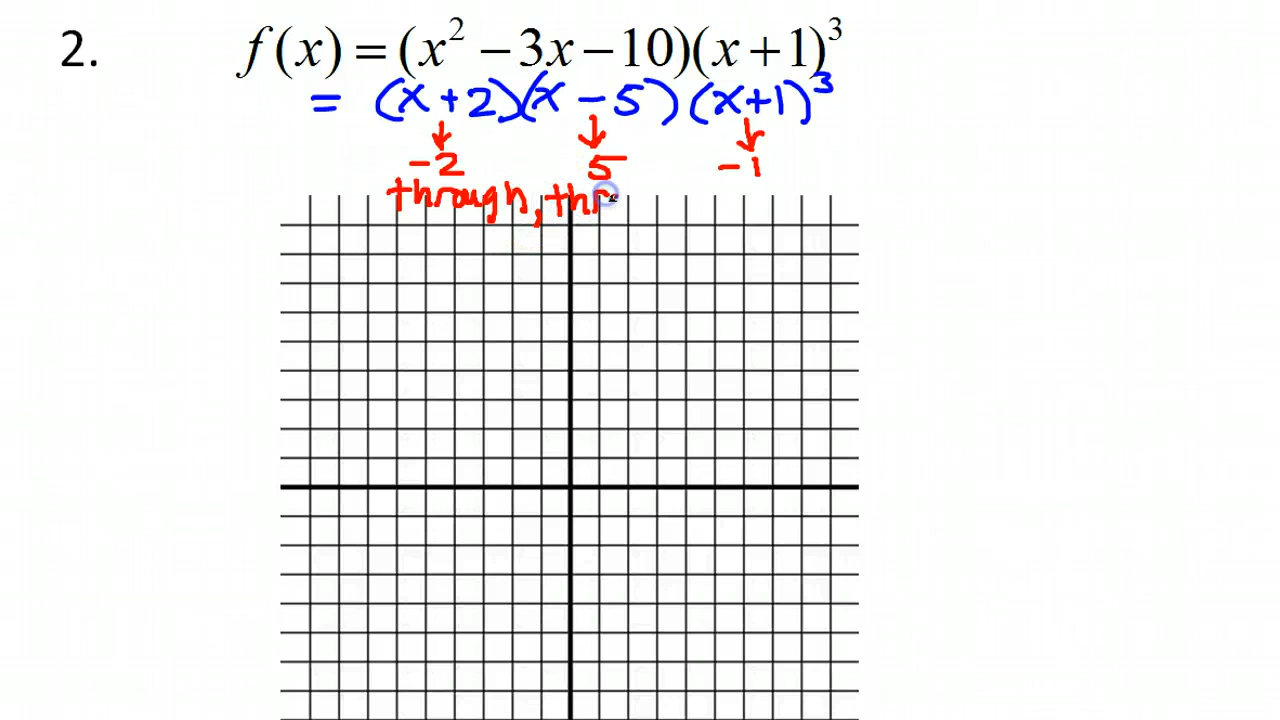 2. f(x) = (x² − 3x − 10)(x + 1)³
= (x + 2)(x − 5)(x+1)³
-2 5 -1
through, thr